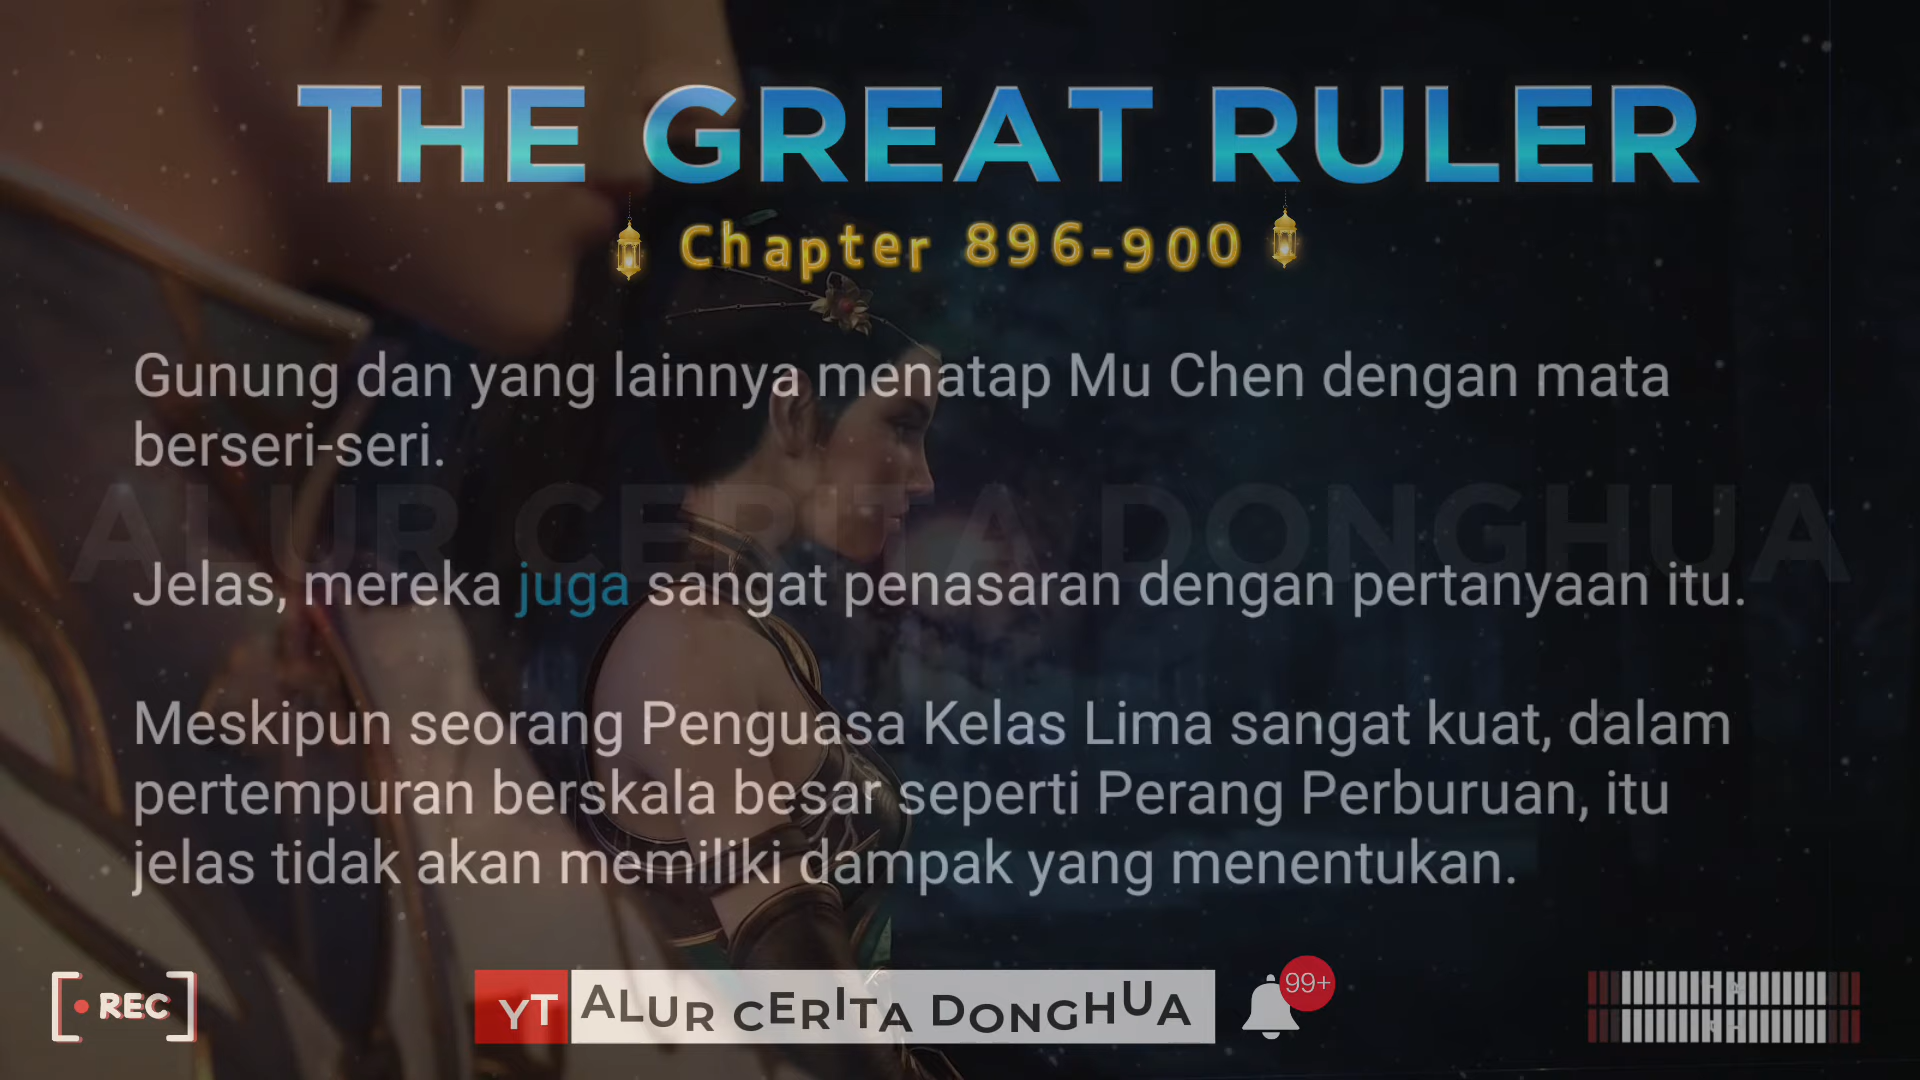 THE GREAT RULER
Chapter 896-900
Gunung dan yang lainnya menatap Mu Chen dengan mata
berseri-seri.
ALUR CERITA DONGHUA
Jelas, mereka juga sangat penasaran dengan pertanyaan itu.
Meskipun seorang Penguasa Kelas Lima sangat kuat, dalam
pertempuran berskala besar seperti Perang Perburuan, itu
jelas tidak akan memiliki dampak yang menentukan.
REC
YT ALUR CERITA DONGHUA
99+